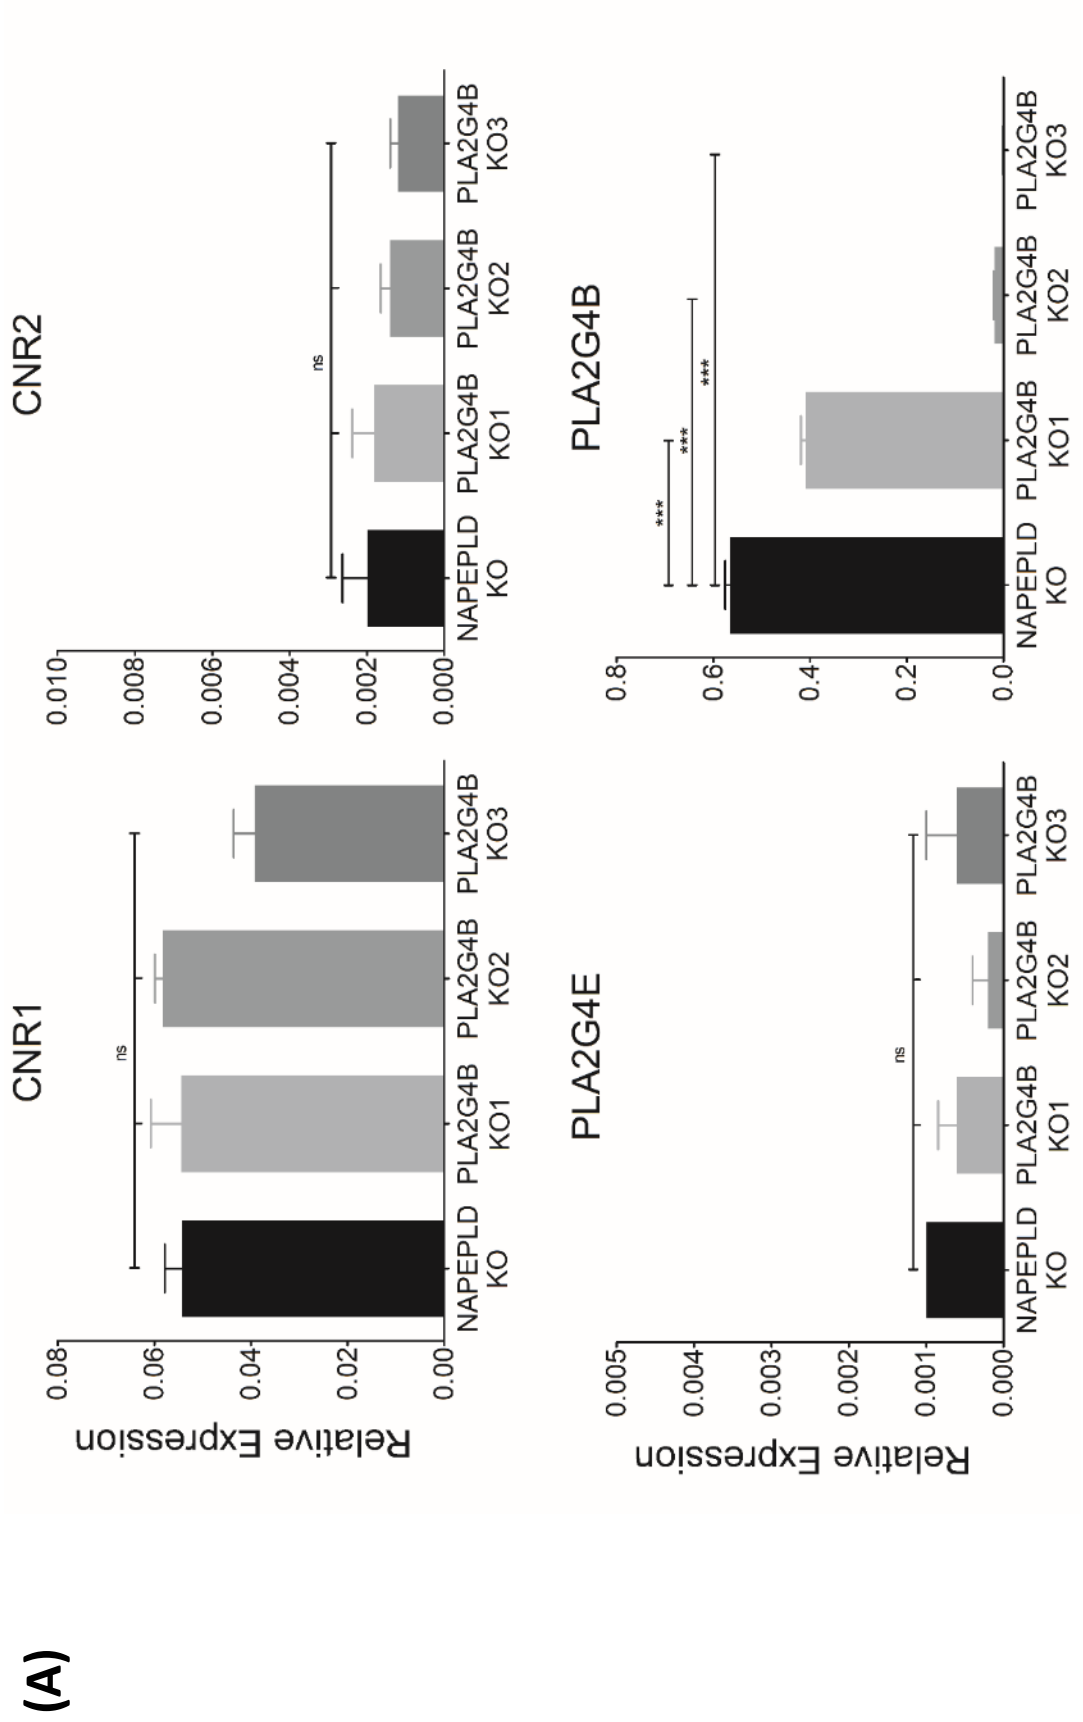 (A)
CNR1
Relative Expression
0.08
0.06
0.04
0.02
0.00
ns
NAPEPLD
KO
PLA2G4B
KO1
PLA2G4B
KO2
PLA2G4B
KO3
CNR2
0.010
0.008
0.006
0.004
0.002
0.000
ns
NAPEPLD
KO
PLA2G4B
KO1
PLA2G4B
KO2
PLA2G4B
KO3
PLA2G4E
Relative Expression
0.005
0.004
0.003
0.002
0.001
0.000
ns
NAPEPLD
KO
PLA2G4B
KO1
PLA2G4B
KO2
PLA2G4B
KO3
PLA2G4B
0.8
0.6
0.4
0.2
0.0
***
***
***
NAPEPLD
KO
PLA2G4B
KO1
PLA2G4B
KO2
PLA2G4B
KO3